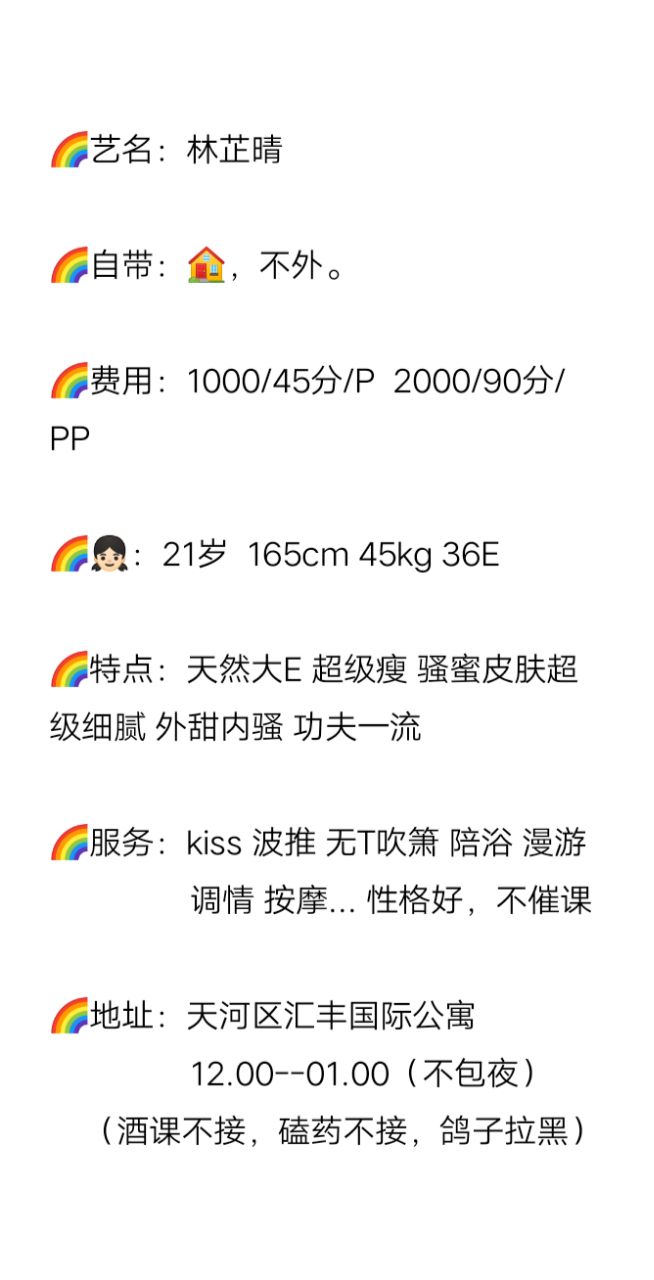 🌈艺名：林芷晴
🌈自带：🏠，不外。
🌈费用：1000/45分/P  2000/90分/
PP
🌈👧🏻：21岁  165cm 45kg 36E
🌈特点：天然大E 超级瘦 骚蜜皮肤超
级细腻 外甜内骚 功夫一流
🌈服务：kiss 波推 无T吹箫 陪浴 漫游
调情 按摩... 性格好，不催课
🌈地址：天河区汇丰国际公寓
12.00--01.00（不包夜）
（酒课不接，磕药不接，鸽子拉黑）